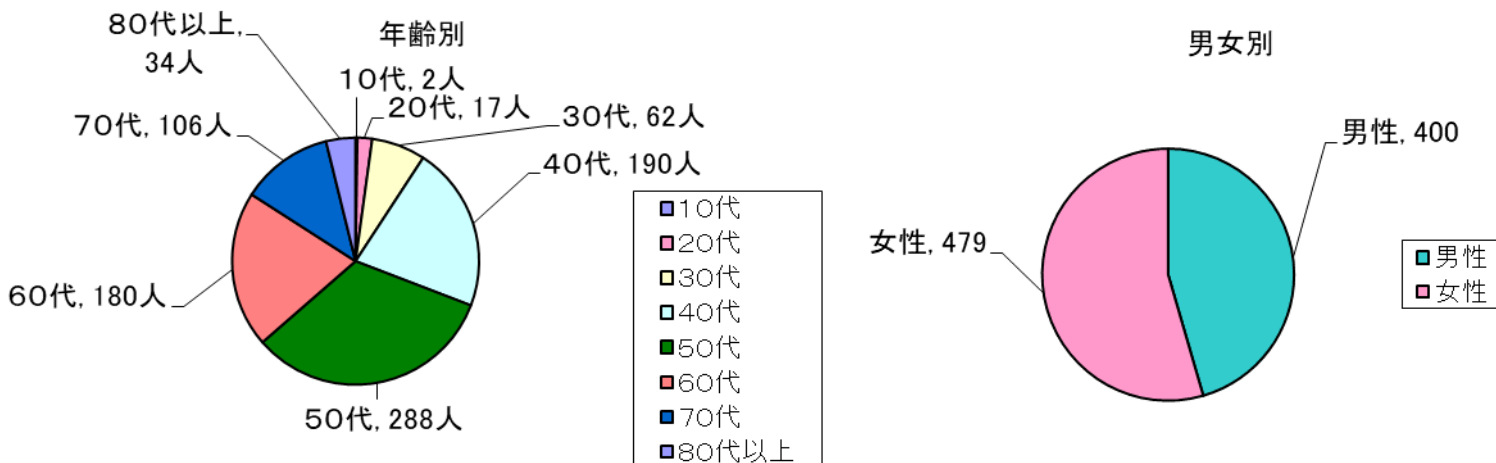 年齢別
80代以上,
34人
10代, 2人
20代, 17人
30代, 62人
70代, 106人
40代, 190人
60代, 180人
50代, 288人
10代
20代
30代
40代
50代
60代
70代
80代以上
男女別
男性, 400
女性, 479
男性
女性